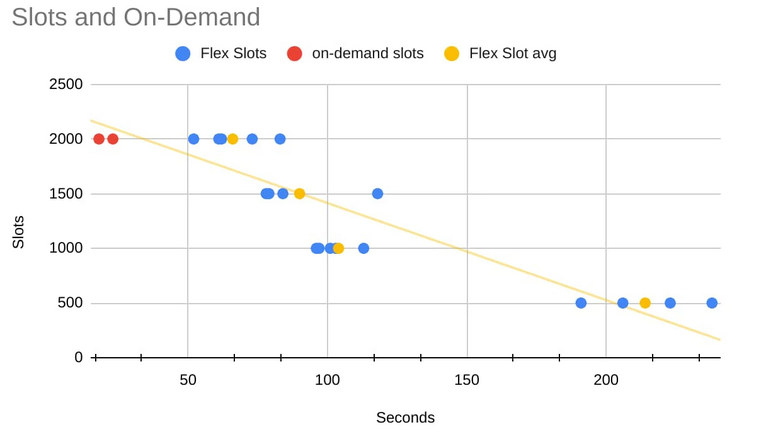 Slots and On-Demand
Flex Slots on-demand slots Flex Slot avg
2500
2000
1500
1000
500
0
Slots
50 100 150 200
Seconds